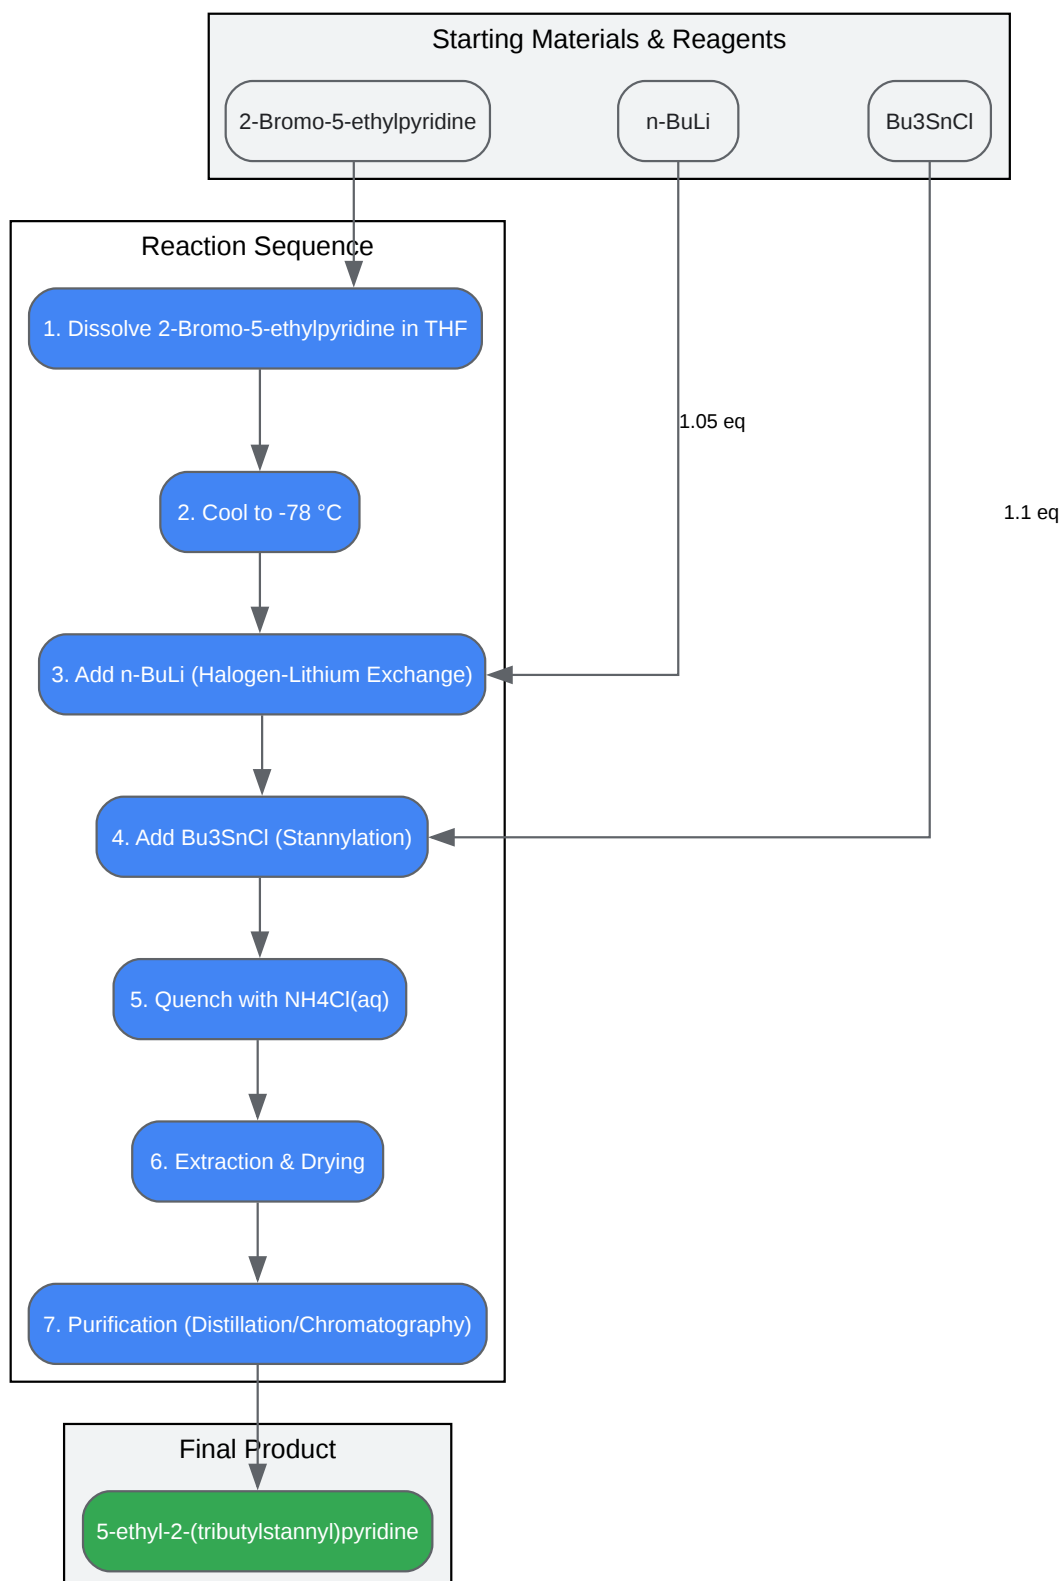 Starting Materials & Reagents
2-Bromo-5-ethylpyridine
n-BuLi
Bu3SnCl
Reaction Sequence
1. Dissolve 2-Bromo-5-ethylpyridine in THF
1.05 eq
2. Cool to -78 °C
1.1 eq
3. Add n-BuLi (Halogen-Lithium Exchange)
4. Add Bu3SnCl (Stannylation)
5. Quench with NH4Cl(aq)
6. Extraction & Drying
7. Purification (Distillation/Chromatography)
Final Product
5-ethyl-2-(tributylstannyl)pyridine